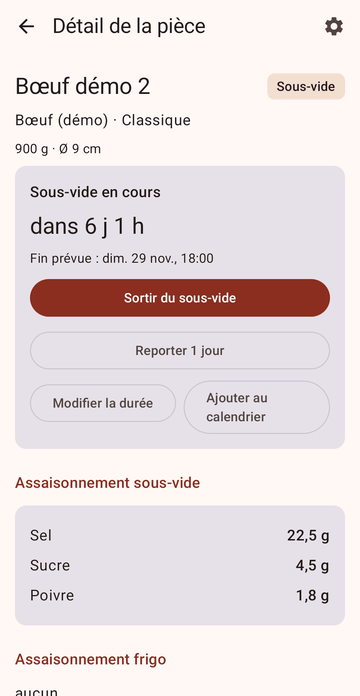 Détail de la pièce
Bœuf démo 2
Sous-vide
Bœuf (démo) · Classique
900 g · Ø 9 cm
Sous-vide en cours
dans 6 j 1 h
Fin prévue : dim. 29 nov., 18:00
Sortir du sous-vide
Reporter 1 jour
Modifier la durée
Ajouter au
calendrier
Assaisonnement sous-vide
Sel 22,5 g
Sucre 4,5 g
Poivre 1,8 g
Assaisonnement frigo
aucun